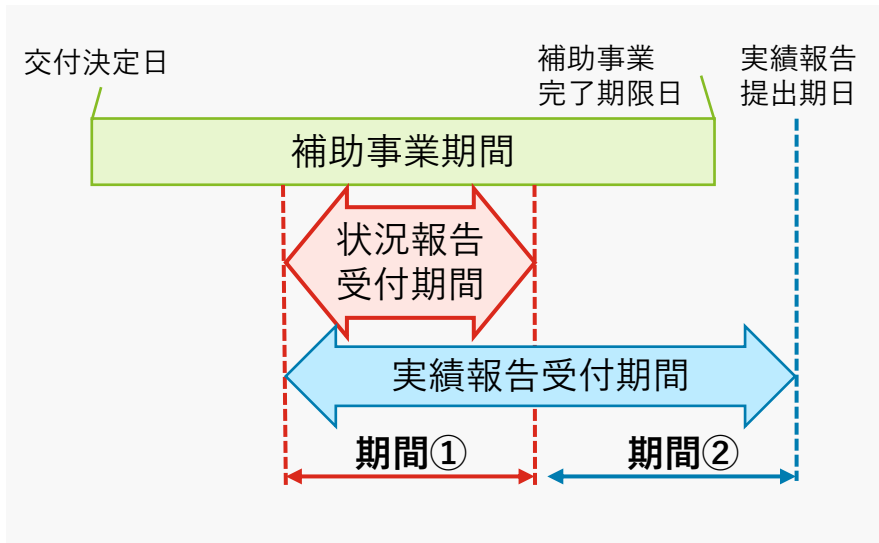 交付決定日
補助事業
完了期限日
実績報告
提出期日
補助事業期間
状況報告
受付期間
実績報告受付期間
期間①
期間②